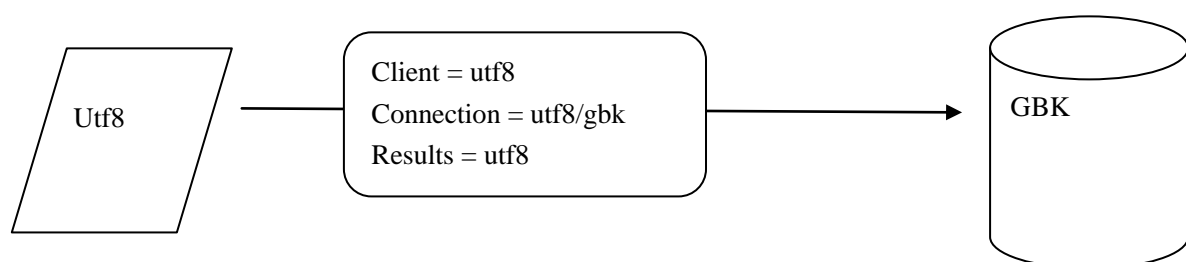 Utf8
Client = utf8
Connection = utf8/gbk
Results = utf8
GBK